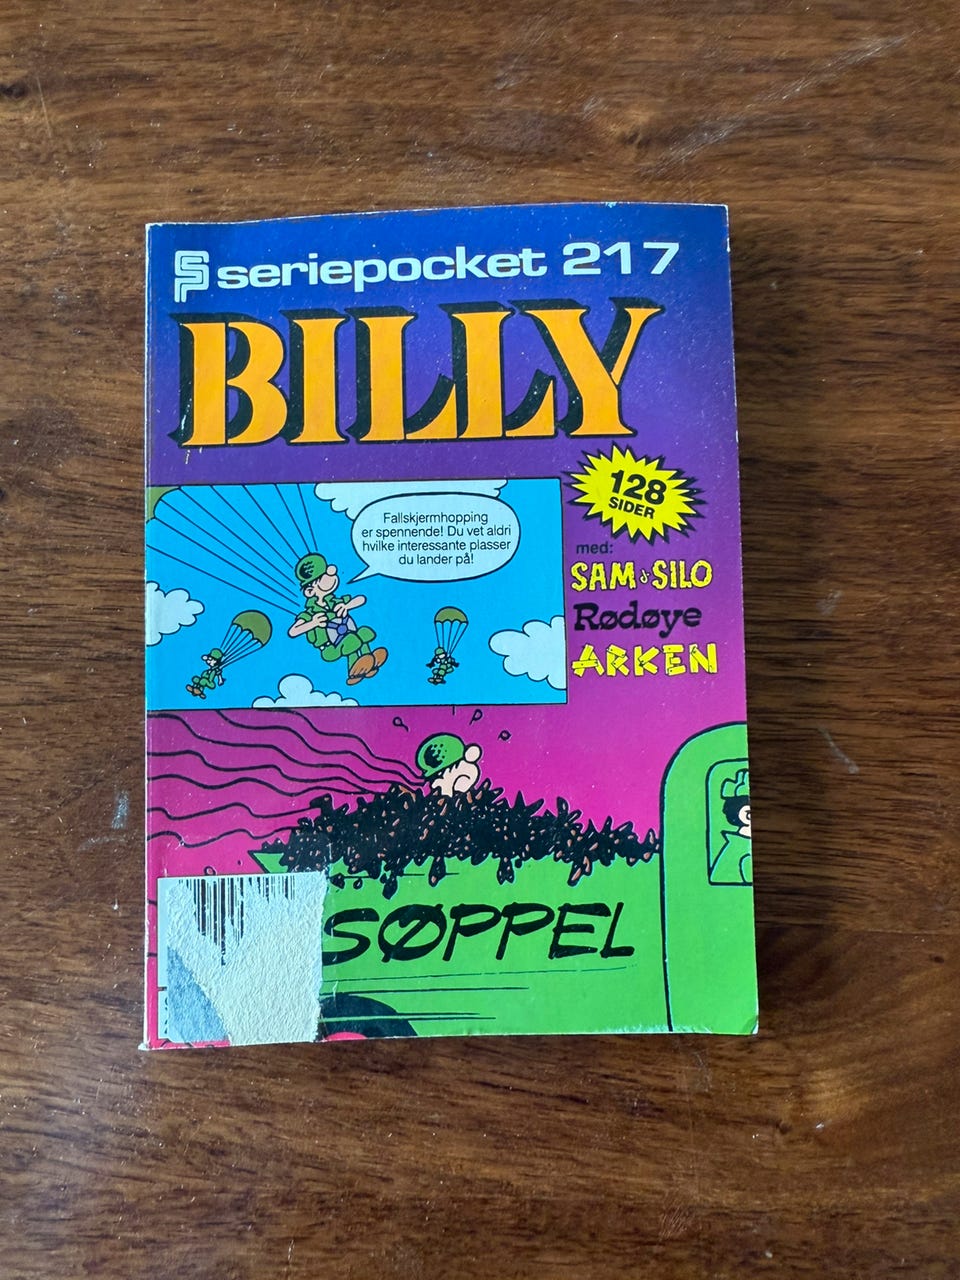 SP seriepocket 217
BILLY
128
SIDER
Fallskjermhopping
er spennende! Du vet aldri
hvilke interessante plasser
du lander på!
med:
SAM & SILO
Rødøye
ARKEN
SØPPEL